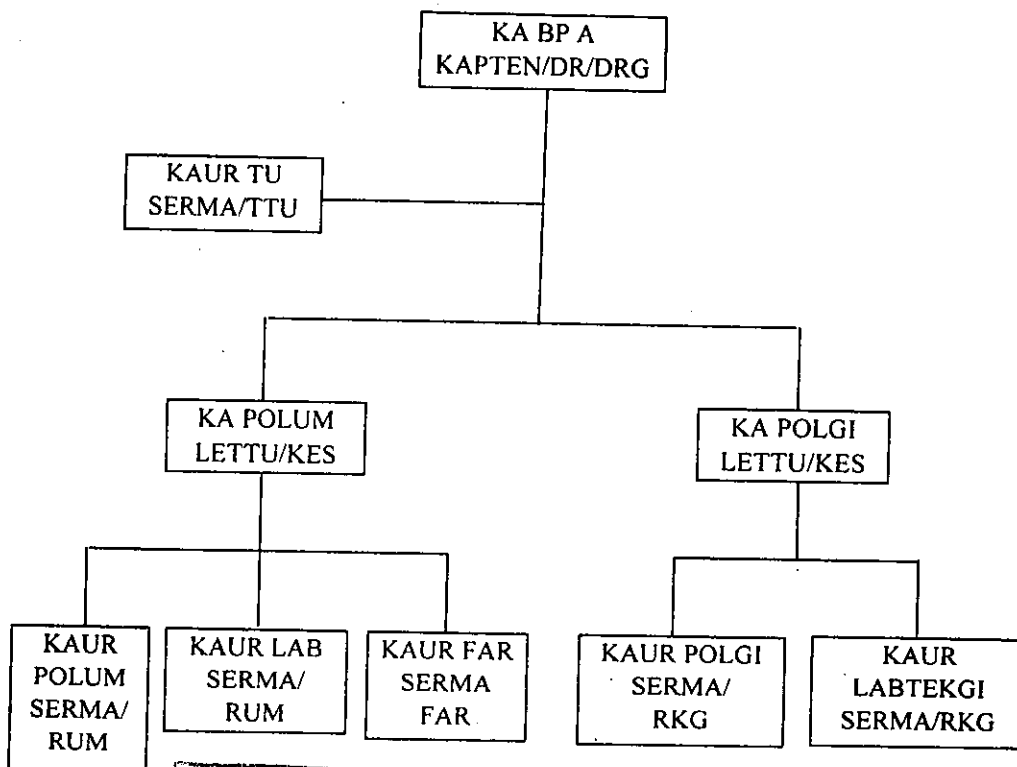 KA BP A
KAPTEN/DR/DRG
KAUR TU
SERMA/TTU
KA POLUM
LETTU/KES
KA POLGI
LETTU/KES
KAUR
POLUM
SERMA/
RUM
KAUR LAB
SERMA/
RUM
KAUR FAR
SERMA
FAR
KAUR POLGI
SERMA/
RKG
KAUR
LABTEKGI
SERMA/RKG